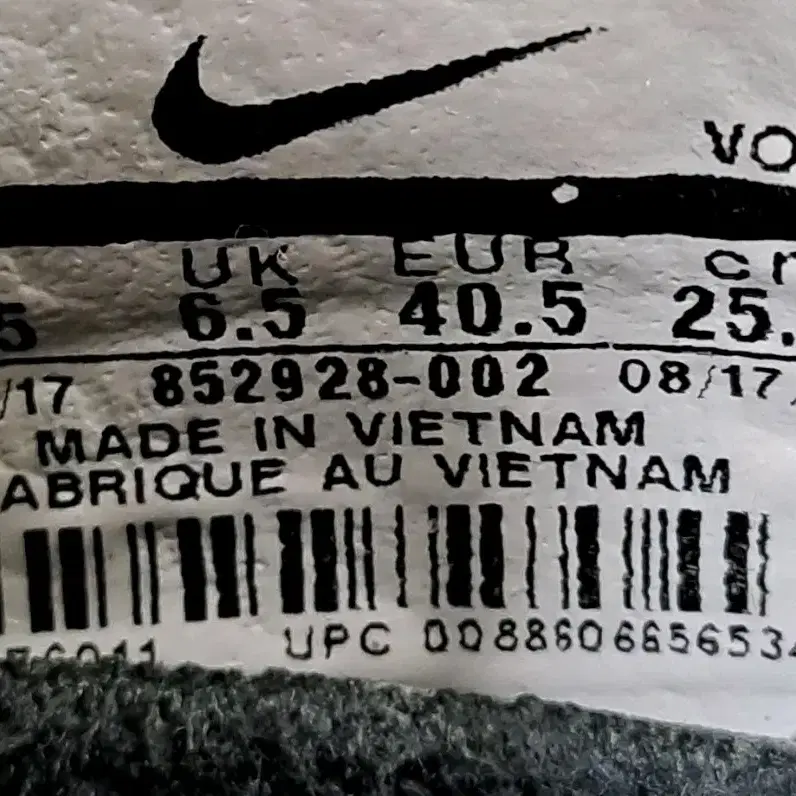 VO
UK EUR
5 6.5 40.5 25.
/17 852928-002 08/17
MADE IN VIETNAM
ABRIQUE AU VIETNAM
UPC